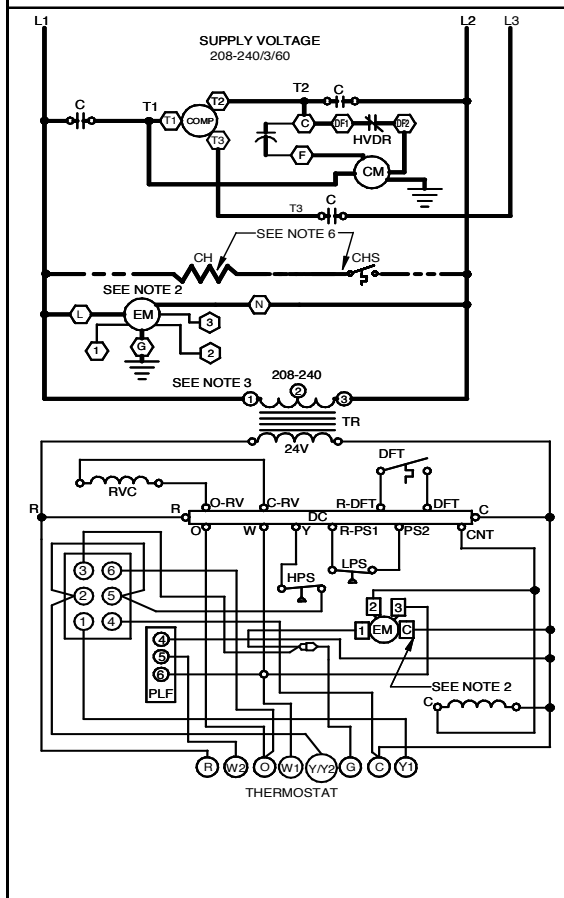 L1 L2 L3
SUPPLY VOLTAGE
208-240/3/60
C T1 T1 T2 COMP T3 T2 C
C DF1 HVDR DF2
F CM
T3 C
SEE NOTE 6
CH CHS
SEE NOTE 2
L EM N
3
1 G 2
SEE NOTE 3 208-240
1 2 3
TR
24V
DFT
RVC
O-RV C-RV R-DFT DFT
R R DC C
O W Y R-PS1 PS2 CNT
3 6
HPS LPS
2 5
2 3
1 4
1 EM C
4
5
6
PLF
SEE NOTE 2
C
R W2 O W1 Y/Y2 G C Y1
THERMOSTAT